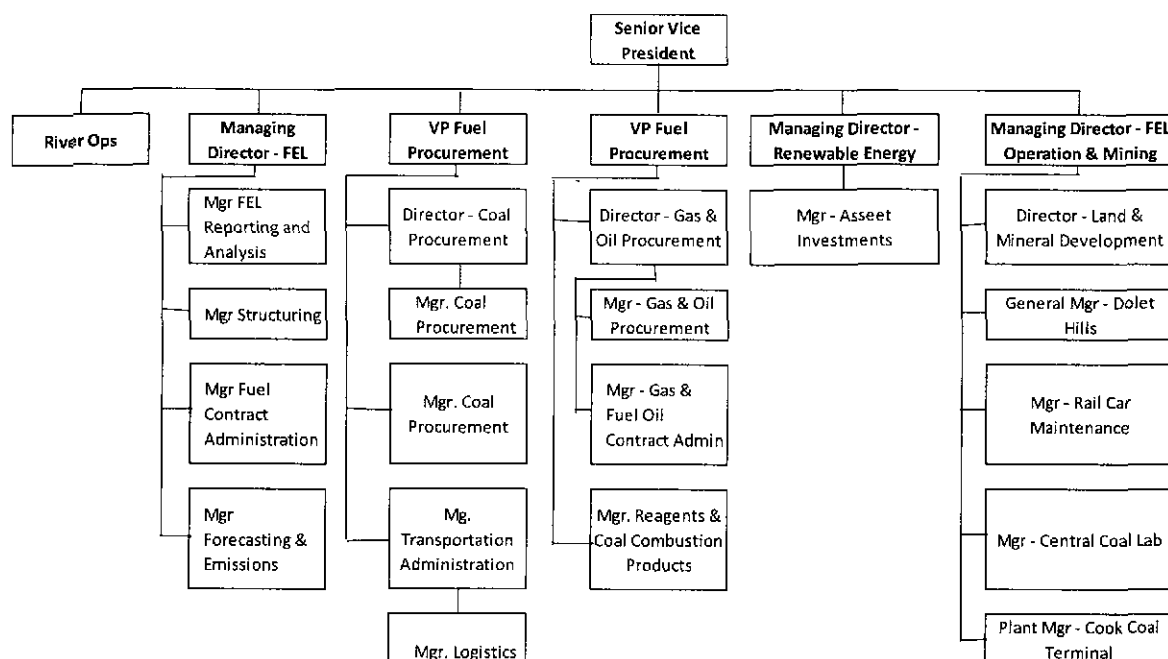 Senior Vice
President
River Ops
Managing
Director - FEL
VP Fuel
Procurement
VP Fuel
Procurement
Managing Director -
Renewable Energy
Managing Director - FEL
Operation & Mining
Mgr FEL
Reporting and
Analysis
Director - Coal
Procurement
Director - Gas &
Oil Procurement
Mgr - Asseet
Investments
Director - Land &
Mineral Development
Mgr Structuring
Mgr. Coal
Procurement
Mgr - Gas & Oil
Procurement
General Mgr - Dolet
Hills
Mgr Fuel
Contract
Administration
Mgr. Coal
Procurement
Mgr - Gas &
Fuel Oil
Contract Admin
Mgr - Rail Car
Maintenance
Mgr
Forecasting &
Emissions
Mg.
Transportation
Administration
Mgr. Reagents &
Coal Combustion
Products
Mgr - Central Coal Lab
Mgr. Logistics
Plant Mgr - Cook Coal
Terminal